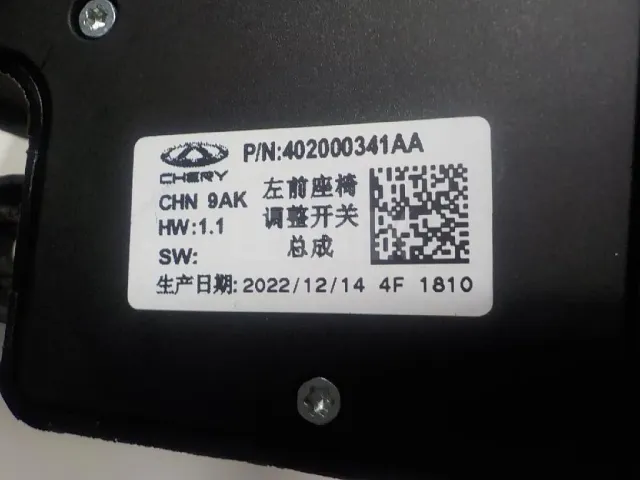 P/N:402000341AA
CHERY
CHN 9AK
左前座椅
HW:1.1
调整开关
SW:
总成
生产日期:2022/12/14 4F 1810